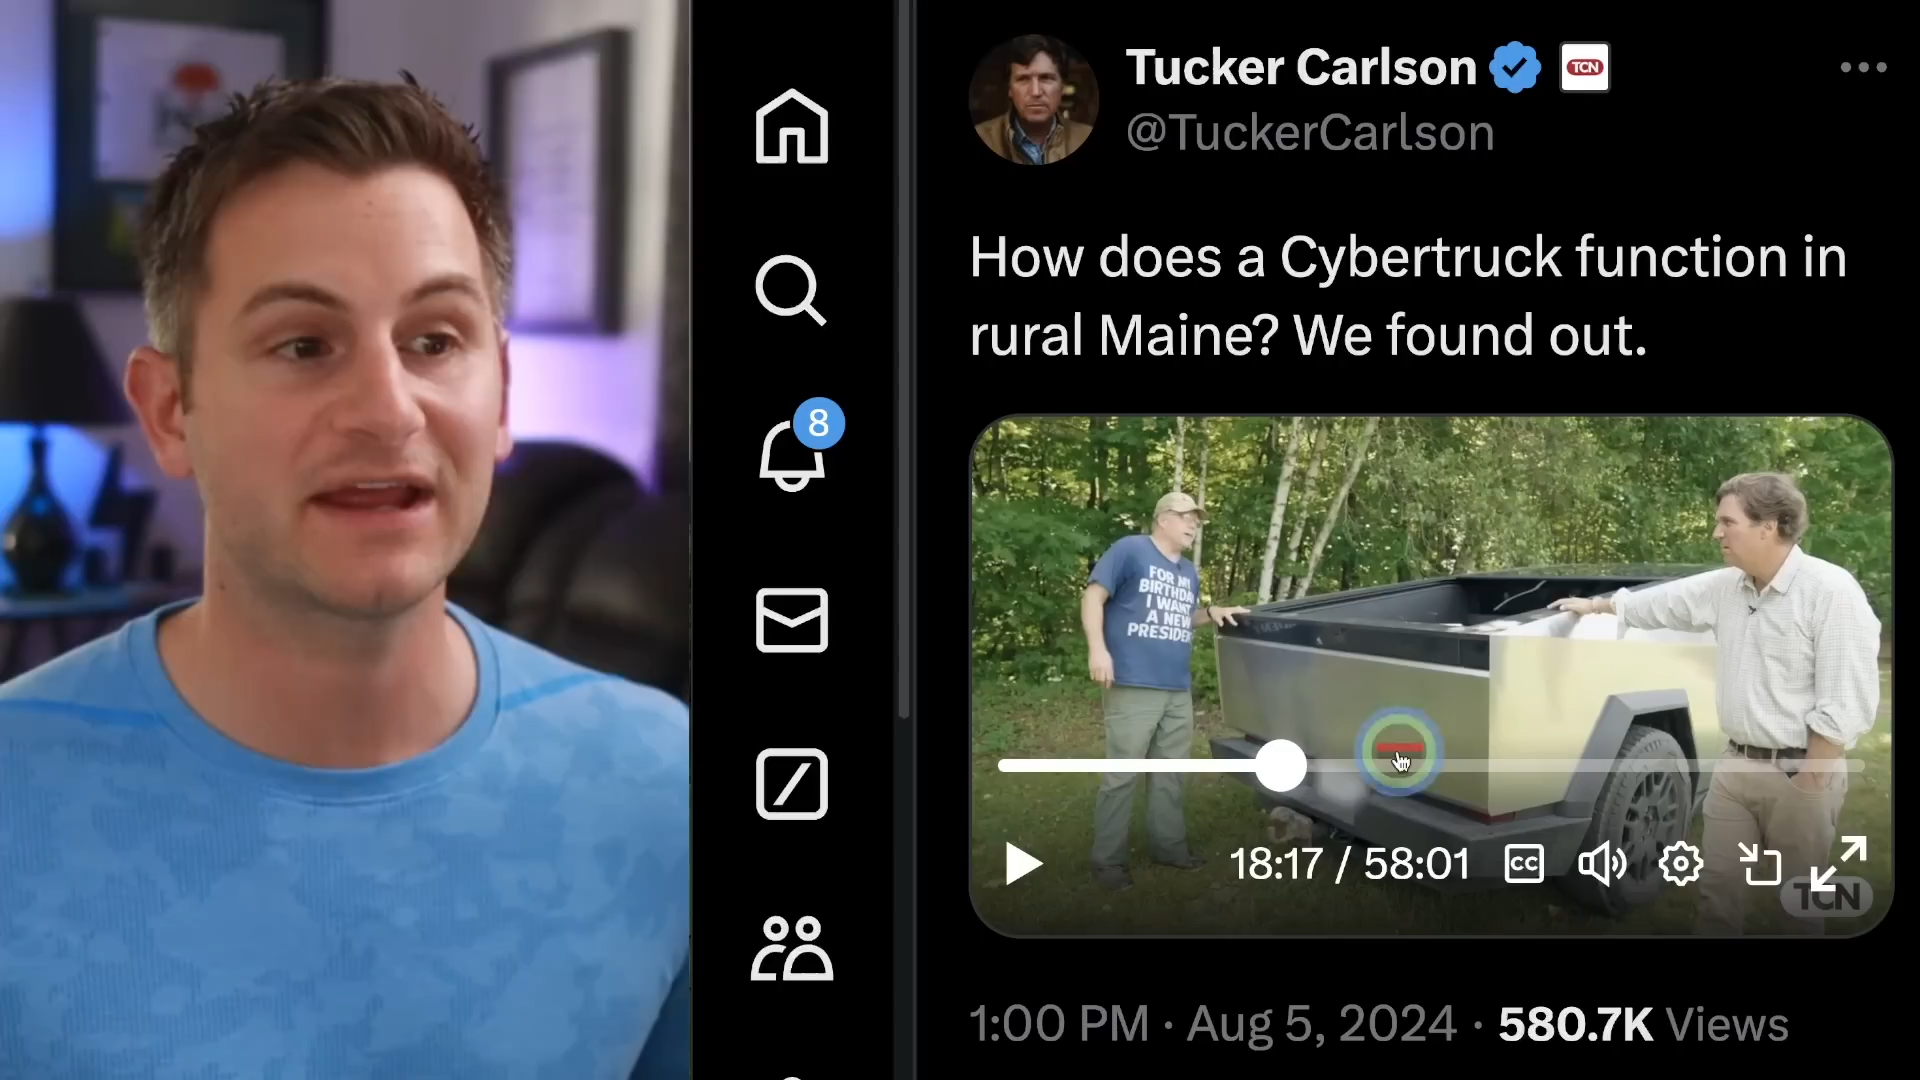 Tucker Carlson
TCN
@TuckerCarlson
How does a Cybertruck function in
rural Maine? We found out.
8
FOR MY
BIRTHDAY
I WANT
A NEW
PRESIDENT
18:17 / 58:01
CC
TCN
1:00 PM · Aug 5, 2024 · 580.7K Views